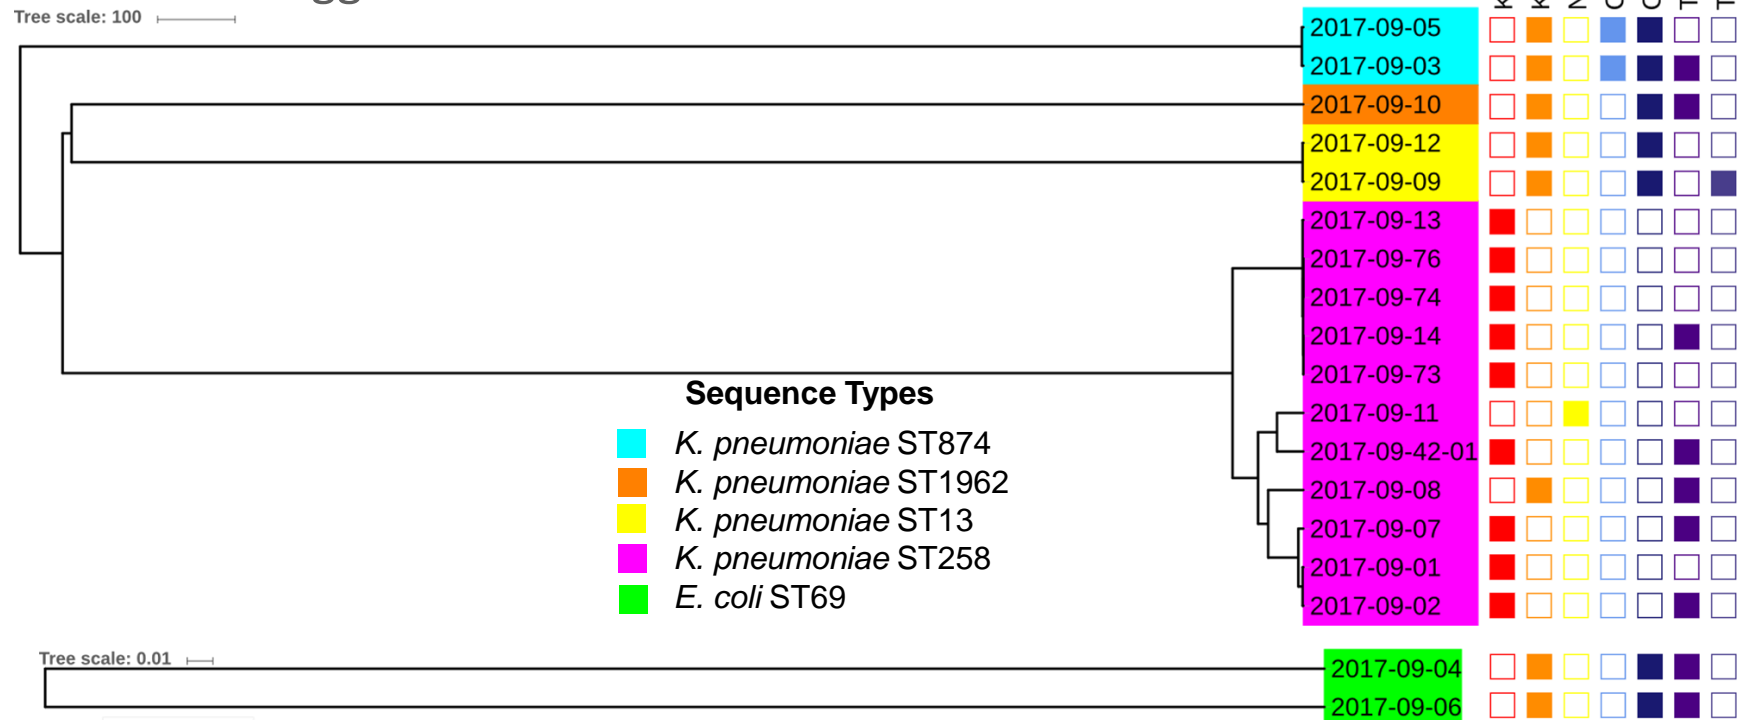 Tree scale: 100
2017-09-05
2017-09-03
2017-09-10
2017-09-12
2017-09-09
2017-09-13
2017-09-76
2017-09-74
2017-09-14
2017-09-73
2017-09-11
2017-09-42-01
2017-09-08
2017-09-07
2017-09-01
2017-09-02
Sequence Types
K. pneumoniae ST874
K. pneumoniae ST1962
K. pneumoniae ST13
K. pneumoniae ST258
E. coli ST69
Tree scale: 0.01
2017-09-04
2017-09-06